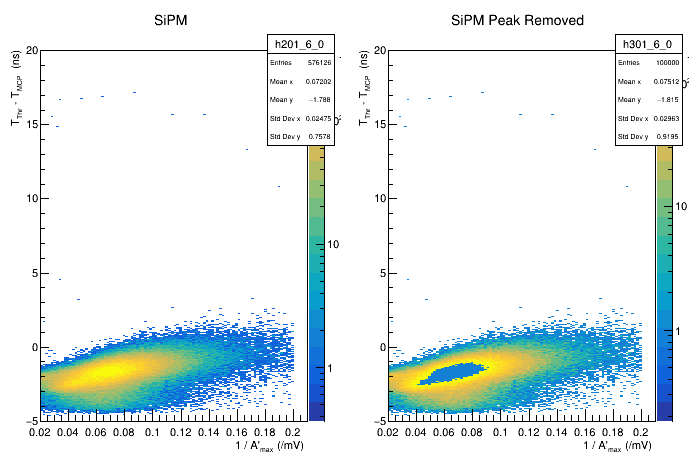 SiPM
h201_6_0
Entries 576126
Mean x 0.07202
Mean y −1.788
Std Dev x 0.02475
Std Dev y 0.7578
T_Thr - T_MCP (ns)
20
15
10
5
0
−5
0.02 0.04 0.06 0.08 0.1 0.12 0.14 0.16 0.18 0.2
1 / A'_max (/mV)
10
1
SiPM Peak Removed
h301_6_0
Entries 100000
Mean x 0.07512
Mean y −1.815
Std Dev x 0.02963
Std Dev y 0.9195
T_Thr - T_MCP (ns)
20
15
10
5
0
−5
0.02 0.04 0.06 0.08 0.1 0.12 0.14 0.16 0.18 0.2
1 / A'_max (/mV)
10
1